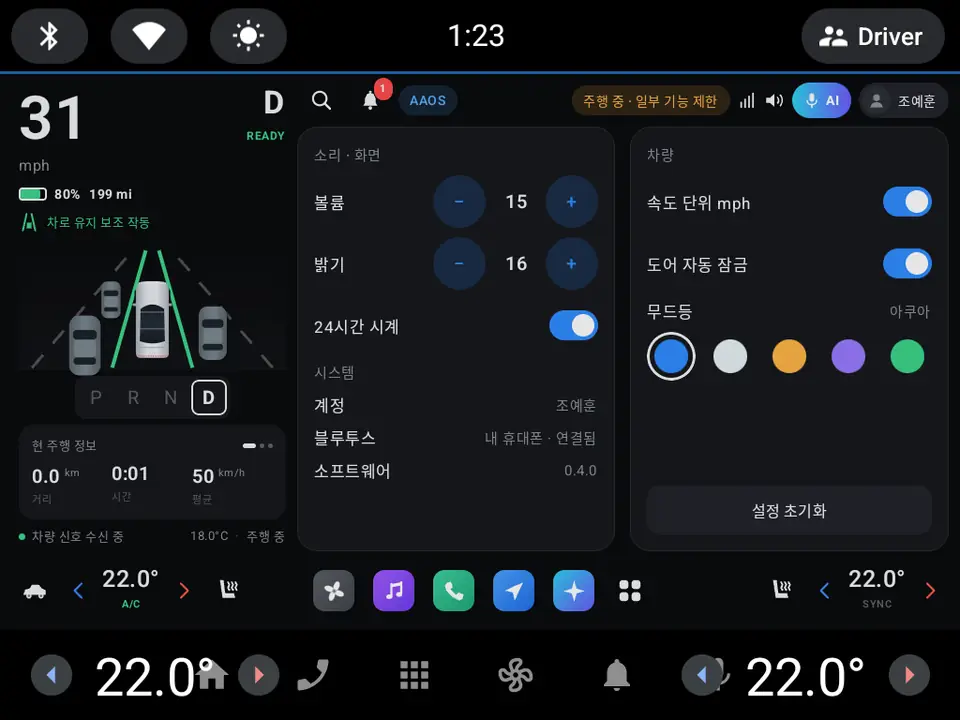 1:23
Driver
31
D
READY
mph
80% 199 mi
차로 유지 보조 작동
P R N D
현 주행 정보
0.0 km
거리
0:01
시간
50 km/h
평균
차량 신호 수신 중
18.0°C · 주행 중
1
AAOS
주행 중 · 일부 기능 제한
AI
조예훈
소리 · 화면
볼륨
− 15 +
밝기
− 16 +
24시간 시계
시스템
계정
조예훈
블루투스
내 휴대폰 · 연결됨
소프트웨어
0.4.0
차량
속도 단위 mph
도어 자동 잠금
무드등
아쿠아
설정 초기화
22.0°
A/C
22.0°
SYNC
22.0°
22.0°